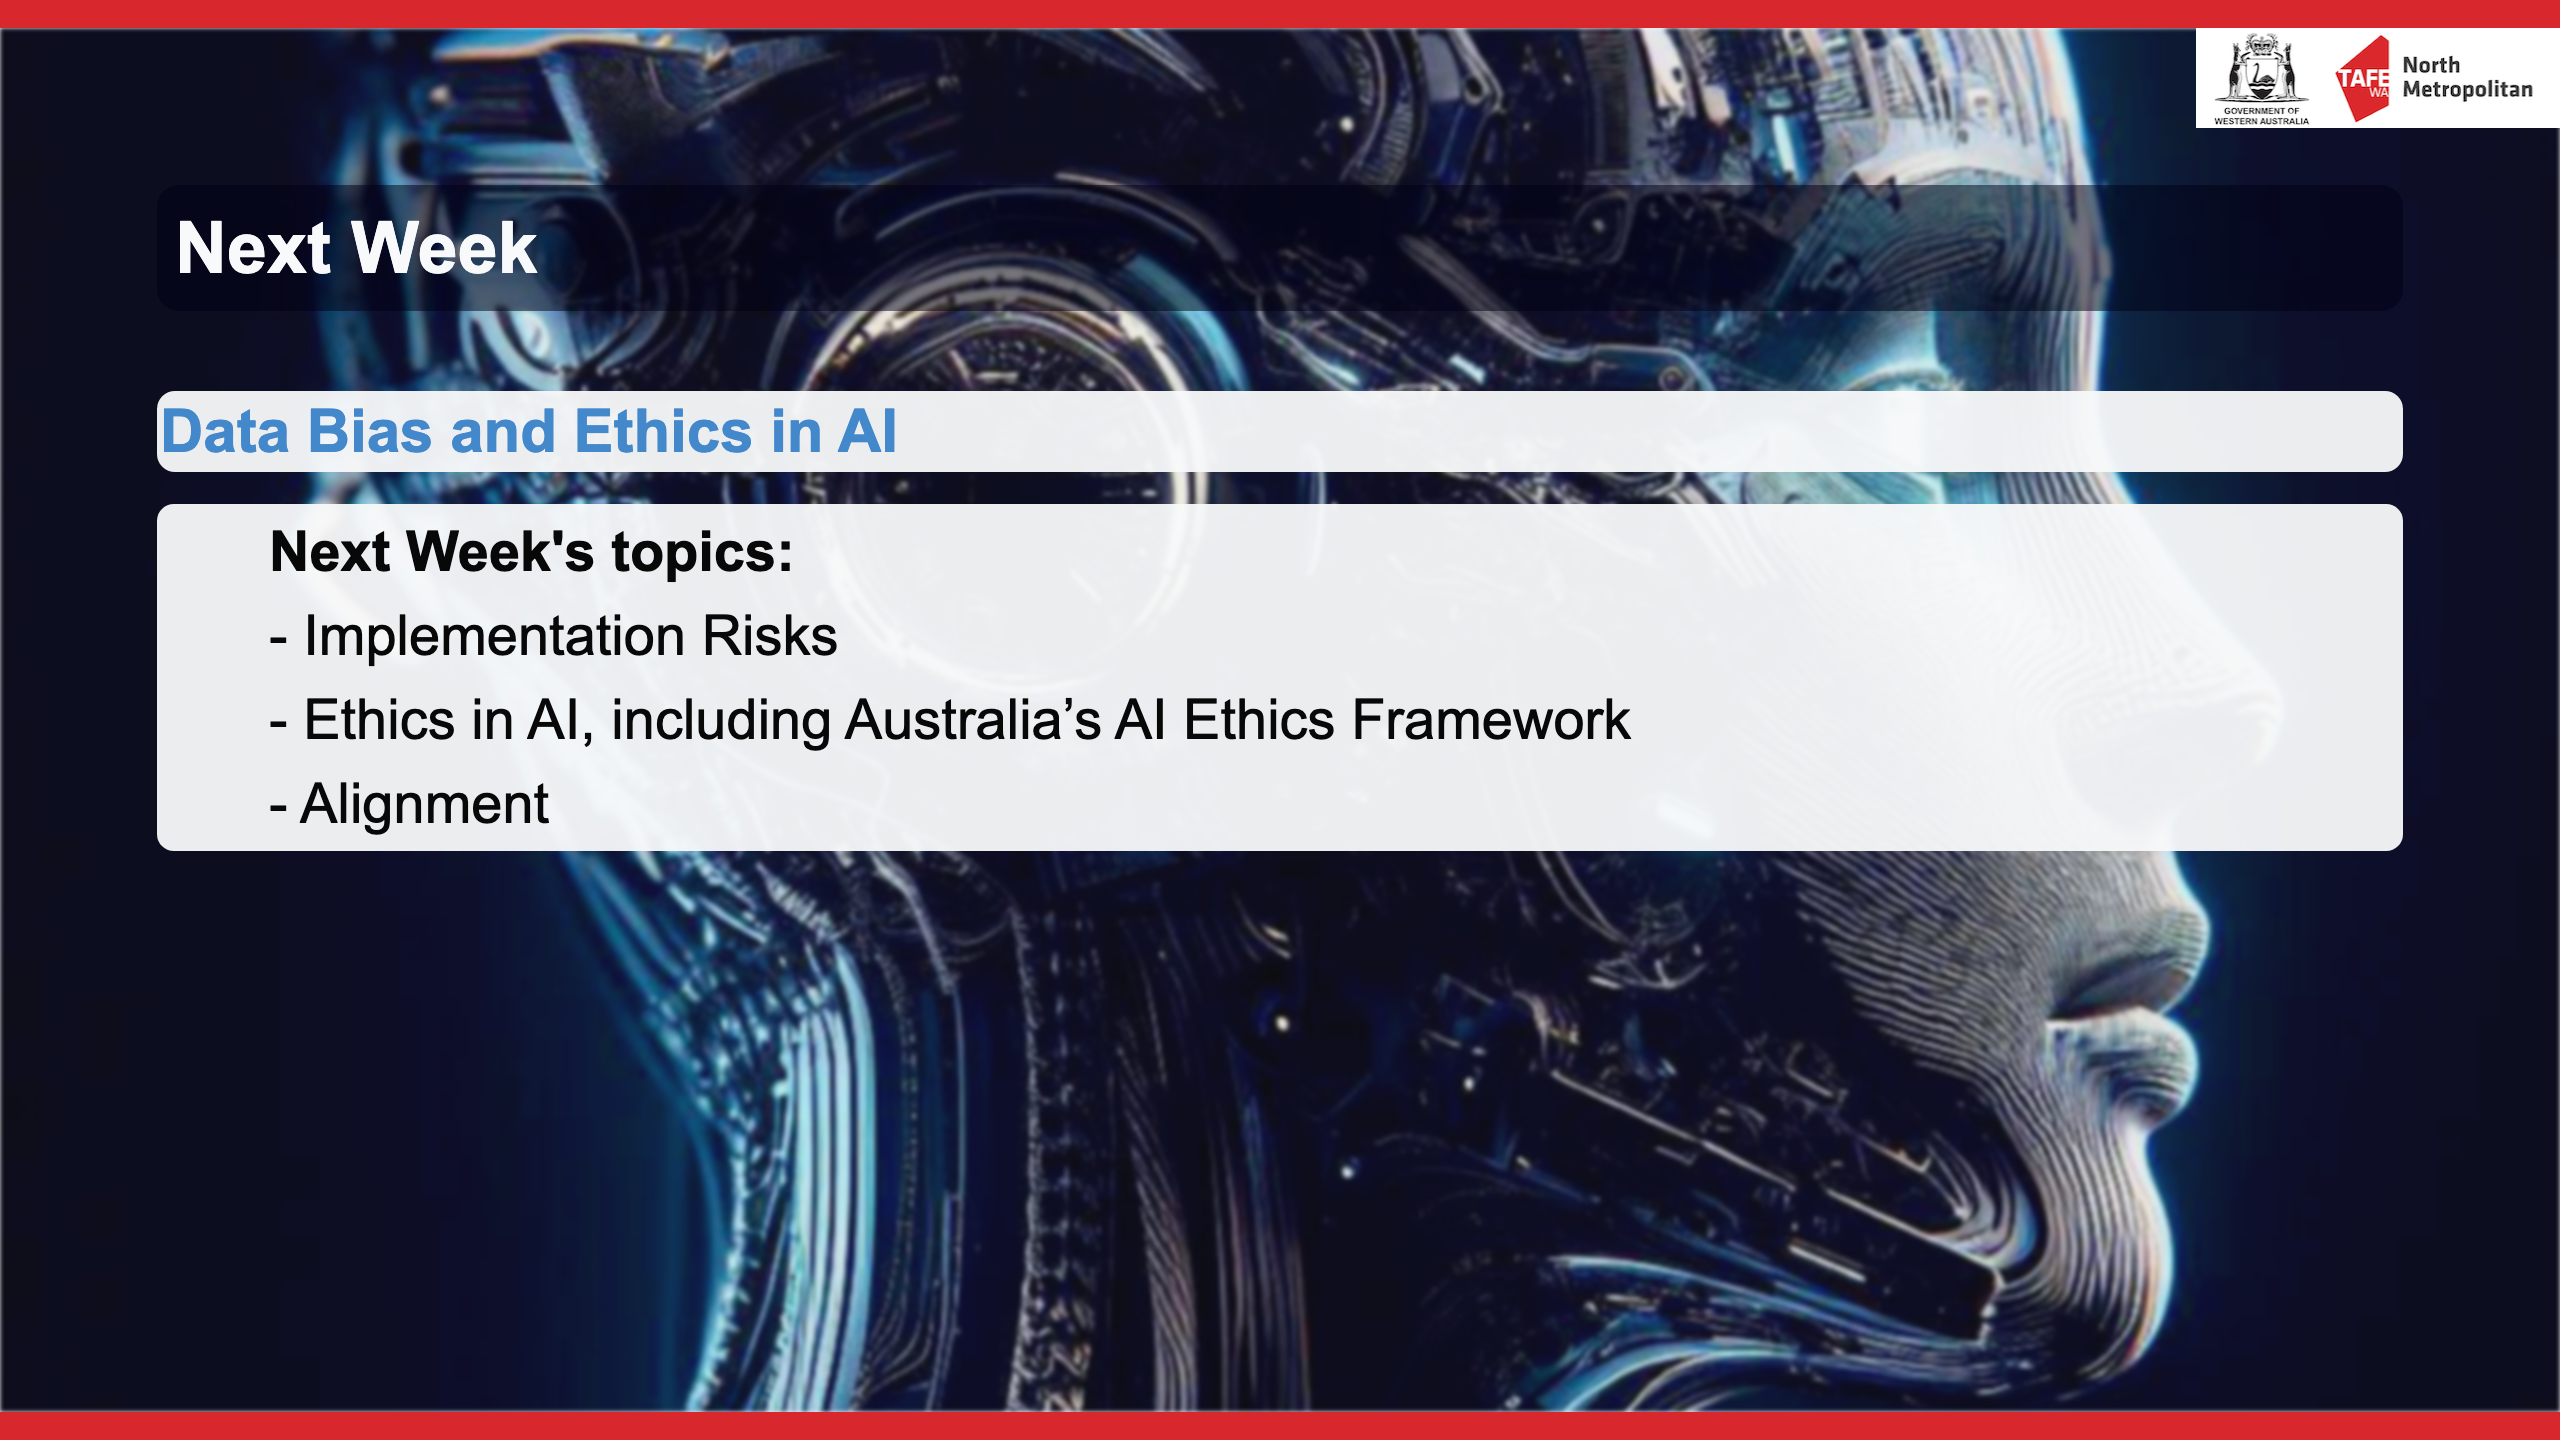 GOVERNMENT OF
WESTERN AUSTRALIA
TAFE
WA
North
Metropolitan
Next Week
Data Bias and Ethics in AI
Next Week's topics:
- Implementation Risks
- Ethics in AI, including Australia’s AI Ethics Framework
- Alignment